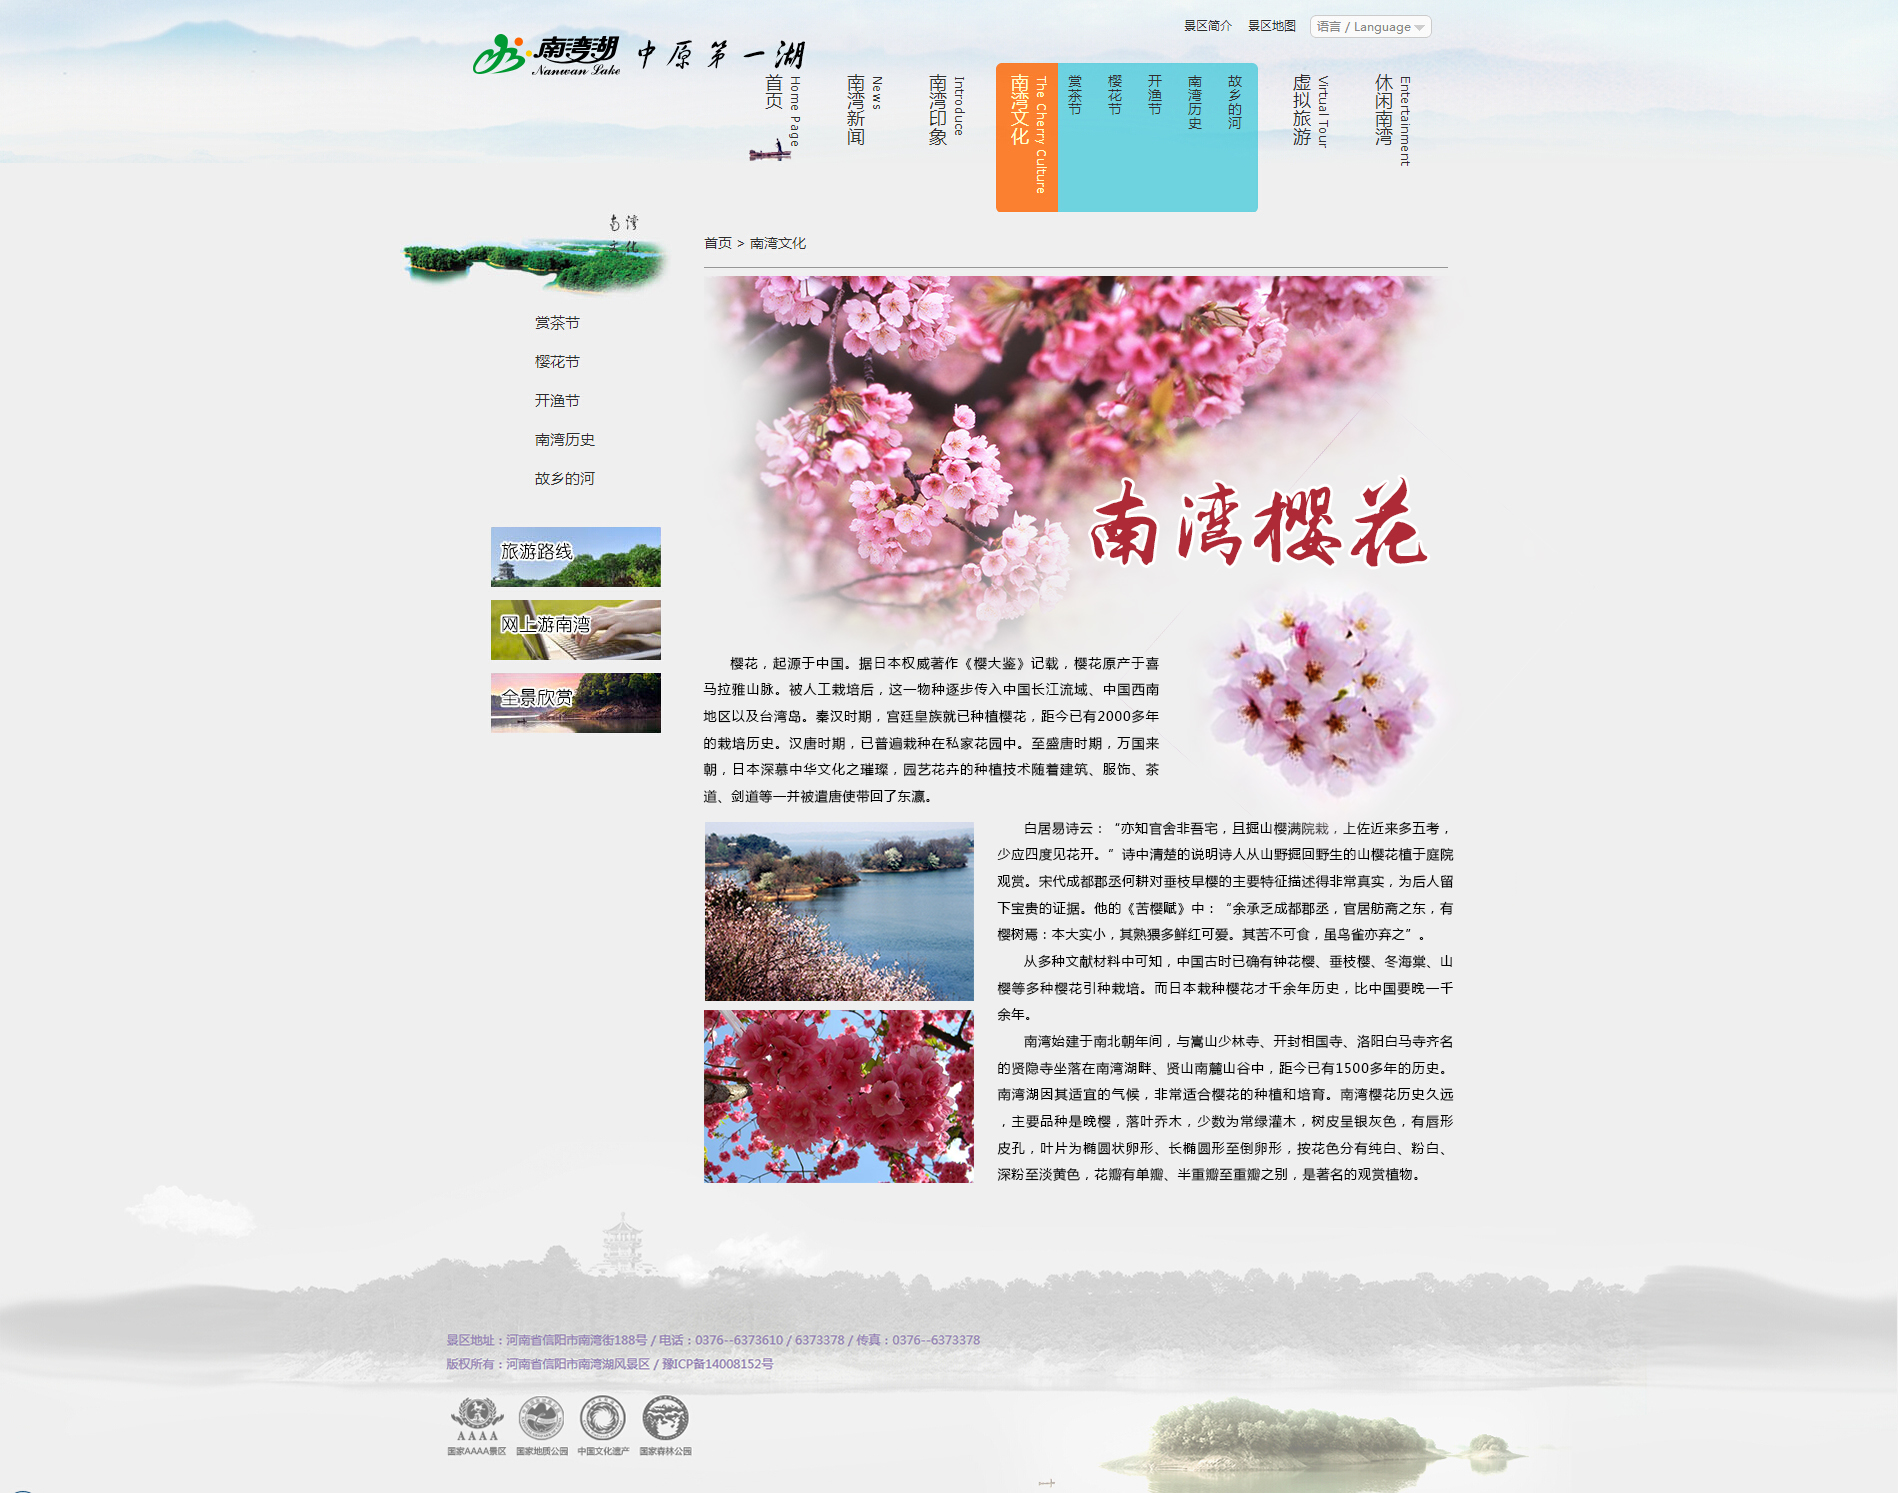 景区简介 景区地图 语言 / Language
南湾湖 中原第一湖
Nanwan Lake
首页 Home Page
南湾新闻 News
南湾印象 Introduce
南湾文化 The Cherry Culture
赏茶节
樱花节
开渔节
南湾历史
故乡的河
虚拟旅游 Virtual Tour
休闲南湾 Entertainment
南湾
文化
首页 > 南湾文化
赏茶节
樱花节
开渔节
南湾历史
故乡的河
旅游路线
网上游南湾
全景欣赏
南湾樱花
樱花，起源于中国。据日本权威著作《樱大鉴》记载，樱花原产于喜
马拉雅山脉。被人工栽培后，这一物种逐步传入中国长江流域、中国西南
地区以及台湾岛。秦汉时期，宫廷皇族就已种植樱花，距今已有2000多年
的栽培历史。汉唐时期，已普遍栽种在私家花园中。至盛唐时期，万国来
朝，日本深慕中华文化之璀璨，园艺花卉的种植技术随着建筑、服饰、茶
道、剑道等一并被遣唐使带回了东瀛。
白居易诗云：“亦知官舍非吾宅，且掘山樱满院栽，上佐近来多五考，
少应四度见花开。”诗中清楚的说明诗人从山野掘回野生的山樱花植于庭院
观赏。宋代成都郡丞何耕对垂枝早樱的主要特征描述得非常真实，为后人留
下宝贵的证据。他的《苦樱赋》中：“余承乏成都郡丞，官居舫斋之东，有
樱树焉：本大实小，其熟猥多鲜红可爱。其苦不可食，虽鸟雀亦弃之”。
从多种文献材料中可知，中国古时已确有钟花樱、垂枝樱、冬海棠、山
樱等多种樱花引种栽培。而日本栽种樱花才千余年历史，比中国要晚一千
余年。
南湾始建于南北朝年间，与嵩山少林寺、开封相国寺、洛阳白马寺齐名
的贤隐寺坐落在南湾湖畔、贤山南麓山谷中，距今已有1500多年的历史。
南湾湖因其适宜的气候，非常适合樱花的种植和培育。南湾樱花历史久远
，主要品种是晚樱，落叶乔木，少数为常绿灌木，树皮呈银灰色，有唇形
皮孔，叶片为椭圆状卵形、长椭圆形至倒卵形，按花色分有纯白、粉白、
深粉至淡黄色，花瓣有单瓣、半重瓣至重瓣之别，是著名的观赏植物。
景区地址：河南省信阳市南湾街188号 / 电话：0376--6373610 / 6373378 / 传真：0376--6373378
版权所有：河南省信阳市南湾湖风景区 / 豫ICP备14008152号
AAAA
国家AAAA景区 国家地质公园 中国文化遗产 国家森林公园